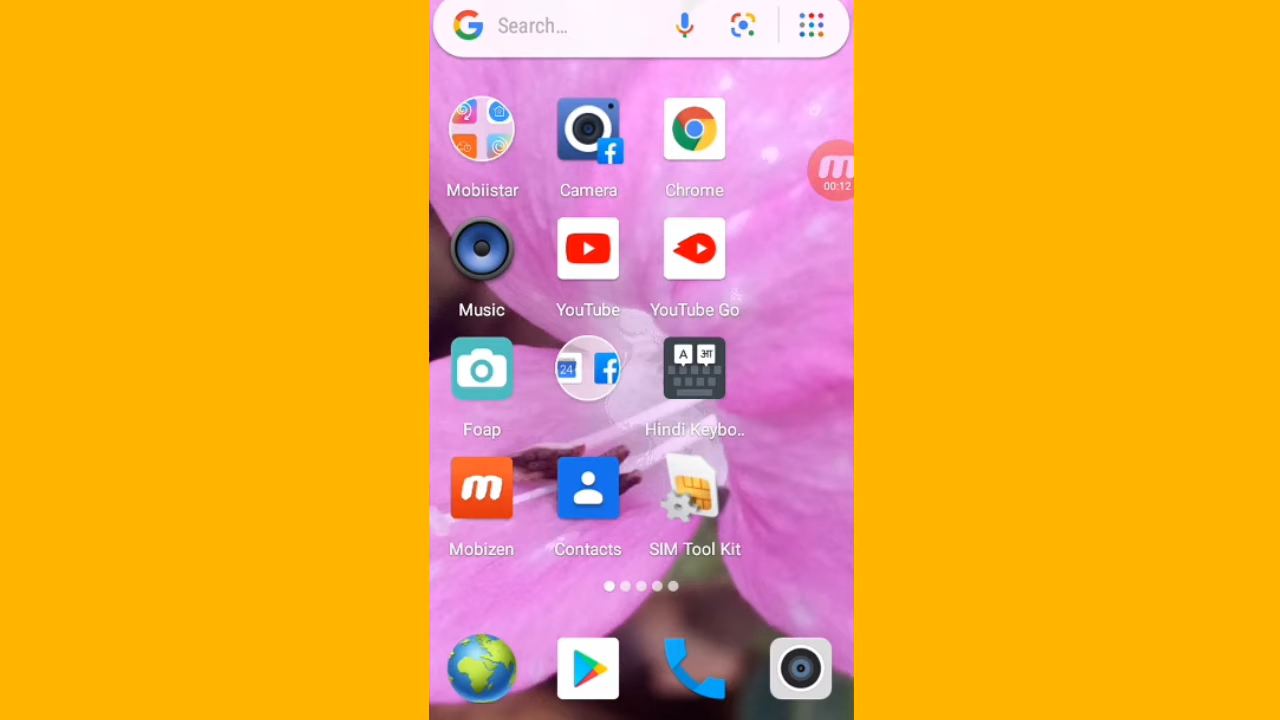 Search…
Mobiistar
Camera
Chrome
00:12
Music
YouTube
YouTube Go
24
A अा
Foap
Hindi Keybo..
Mobizen
Contacts
SIM Tool Kit